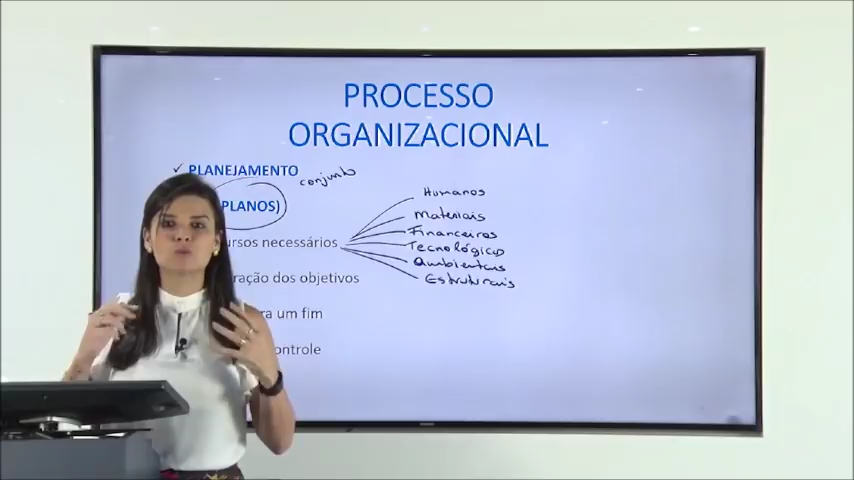 PROCESSO
ORGANIZACIONAL
✓ PLANEJAMENTO
conjunto
PLANOS)
Humanos
Materiais
Financeiros
ursos necessários
Tecnológicos
Ambientais
ração dos objetivos
Estruturais
ra um fim
ontrole